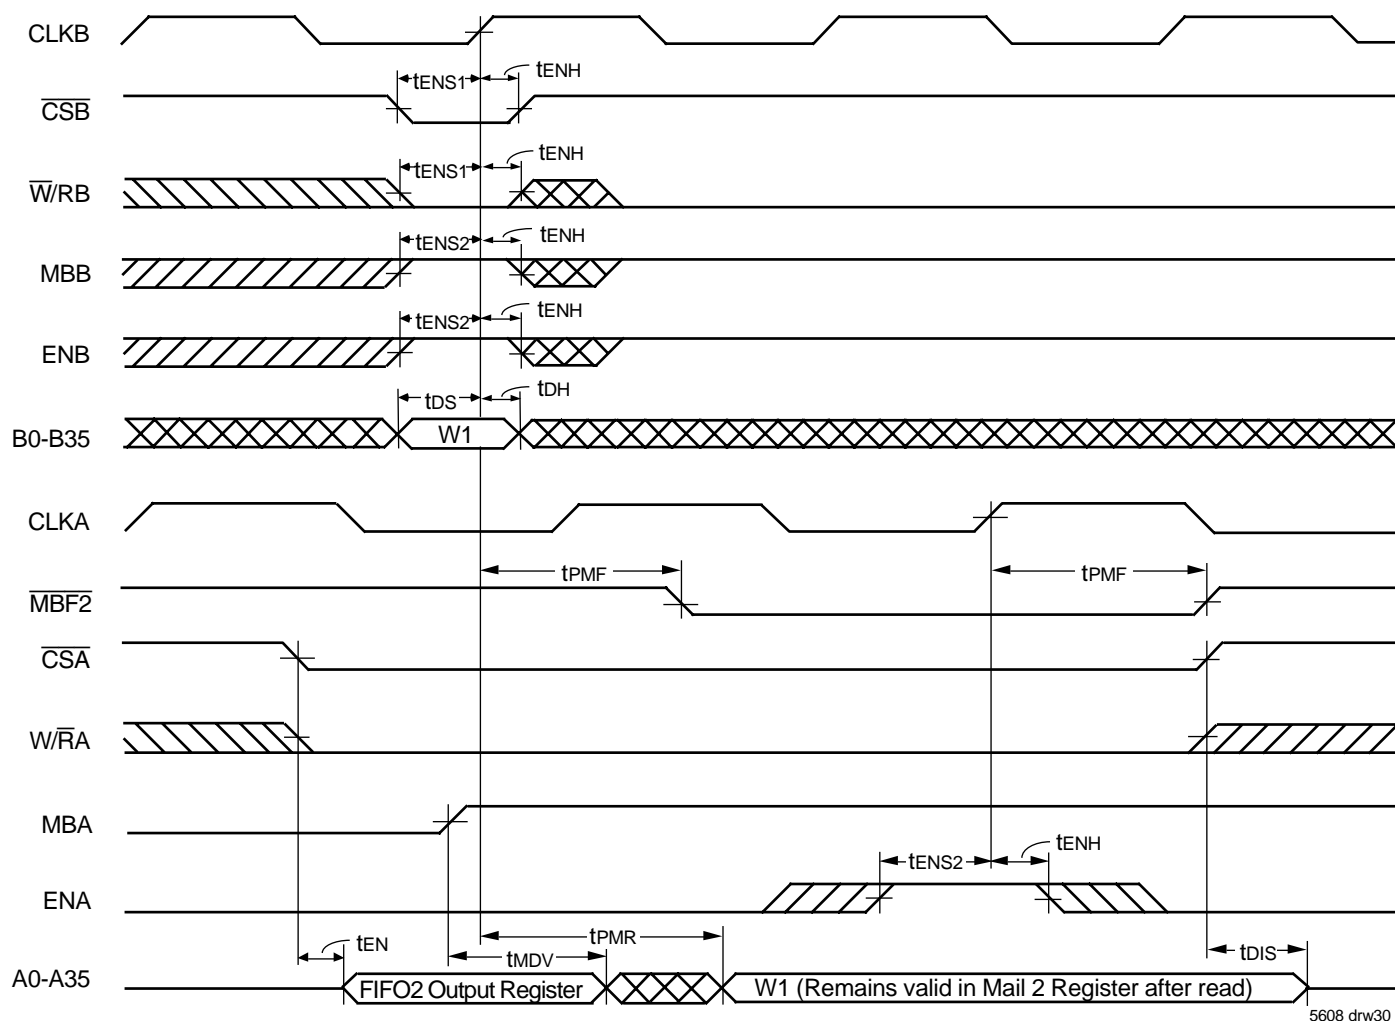 CLKB
tENS1 tENH
CSB
tENS1 tENH
W/RB
tENS2 tENH
MBB
tENS2 tENH
ENB
tDS tDH
B0-B35 W1
CLKA
tPMF tPMF
MBF2
CSA
W/RA
MBA
tENS2 tENH
ENA
tEN tPMR
tMDV tDIS
A0-A35 FIFO2 Output Register W1 (Remains valid in Mail 2 Register after read)
5608 drw30